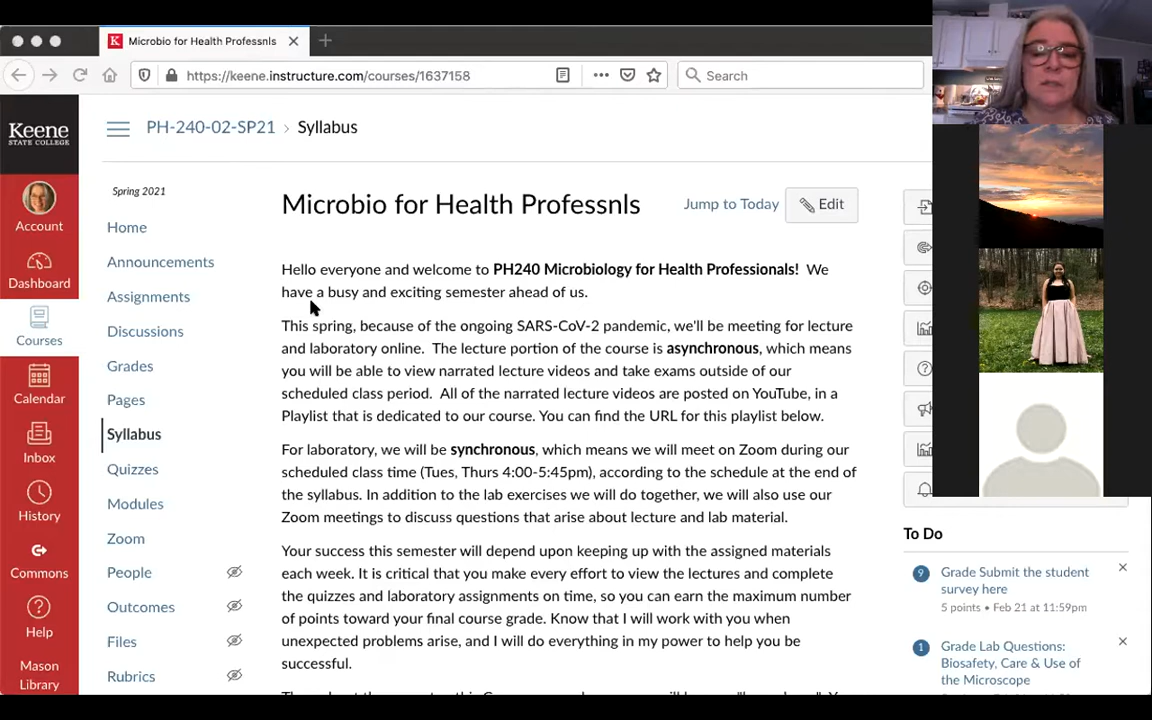 Microbio for Health Professnls
https://keene.instructure.com/courses/1637158
Search
KEENE
STATE COLLEGE
PH-240-02-SP21 › Syllabus
Account
Dashboard
Courses
Calendar
Inbox
History
Commons
Help
Mason
Library
Spring 2021
Home
Announcements
Assignments
Discussions
Grades
Pages
Syllabus
Quizzes
Modules
Zoom
People
Outcomes
Files
Rubrics
Microbio for Health Professnls
Jump to Today
Edit
Hello everyone and welcome to PH240 Microbiology for Health Professionals! We
have a busy and exciting semester ahead of us.
This spring, because of the ongoing SARS-CoV-2 pandemic, we'll be meeting for lecture
and laboratory online. The lecture portion of the course is asynchronous, which means
you will be able to view narrated lecture videos and take exams outside of our
scheduled class period. All of the narrated lecture videos are posted on YouTube, in a
Playlist that is dedicated to our course. You can find the URL for this playlist below.
For laboratory, we will be synchronous, which means we will meet on Zoom during our
scheduled class time (Tues, Thurs 4:00-5:45pm), according to the schedule at the end of
the syllabus. In addition to the lab exercises we will do together, we will also use our
Zoom meetings to discuss questions that arise about lecture and lab material.
Your success this semester will depend upon keeping up with the assigned materials
each week. It is critical that you make every effort to view the lectures and complete
the quizzes and laboratory assignments on time, so you can earn the maximum number
of points toward your final course grade. Know that I will work with you when
unexpected problems arise, and I will do everything in my power to help you be
successful.
To Do
9
Grade Submit the student
survey here
5 points • Feb 21 at 11:59pm
1
Grade Lab Questions:
Biosafety, Care & Use of
the Microscope